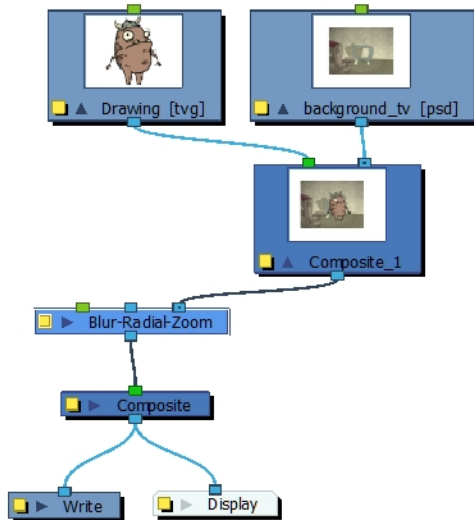 Drawing [tvg]
background_tv [psd]
Composite_1
Blur-Radial-Zoom
Composite
Write
Display